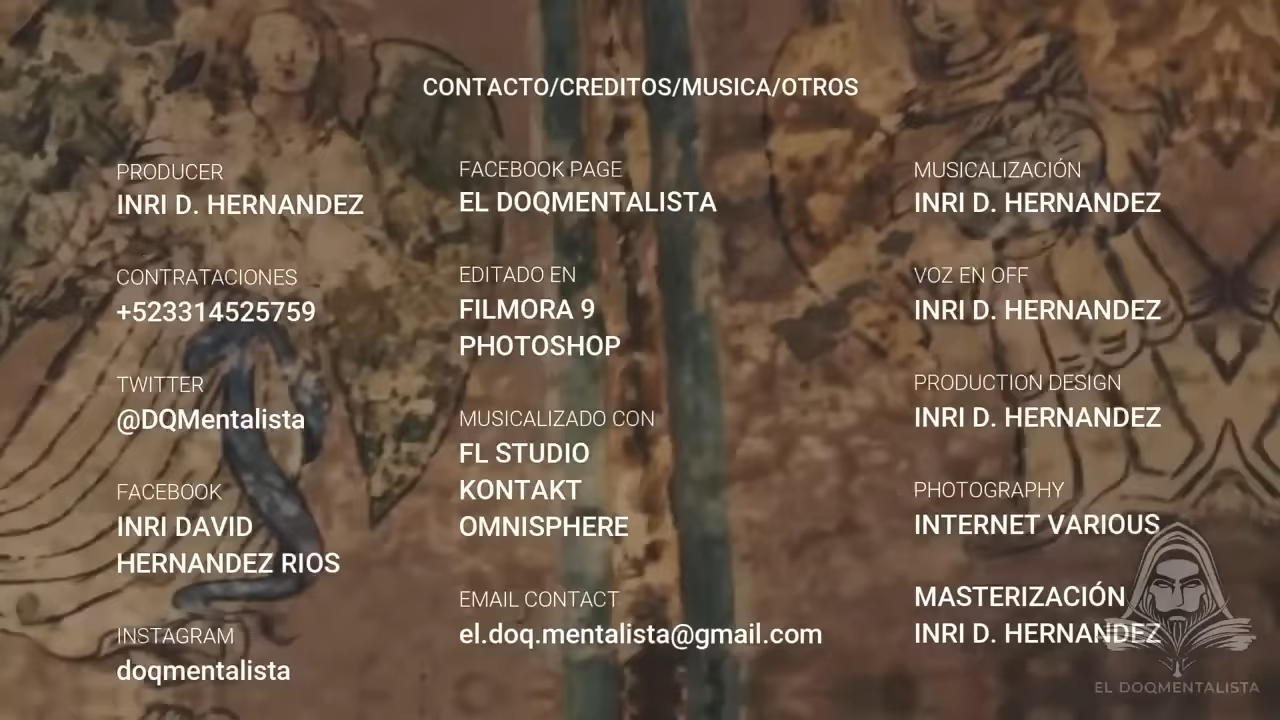 CONTACTO/CREDITOS/MUSICA/OTROS
PRODUCER
INRI D. HERNANDEZ
CONTRATACIONES
+523314525759
TWITTER
@DQMentalista
FACEBOOK
INRI DAVID
HERNANDEZ RIOS
INSTAGRAM
doqmentalista
FACEBOOK PAGE
EL DOQMENTALISTA
EDITADO EN
FILMORA 9
PHOTOSHOP
MUSICALIZADO CON
FL STUDIO
KONTAKT
OMNISPHERE
EMAIL CONTACT
el.doq.mentalista@gmail.com
MUSICALIZACIÓN
INRI D. HERNANDEZ
VOZ EN OFF
INRI D. HERNANDEZ
PRODUCTION DESIGN
INRI D. HERNANDEZ
PHOTOGRAPHY
INTERNET VARIOUS
MASTERIZACIÓN
INRI D. HERNANDEZ
EL DOQMENTALISTA